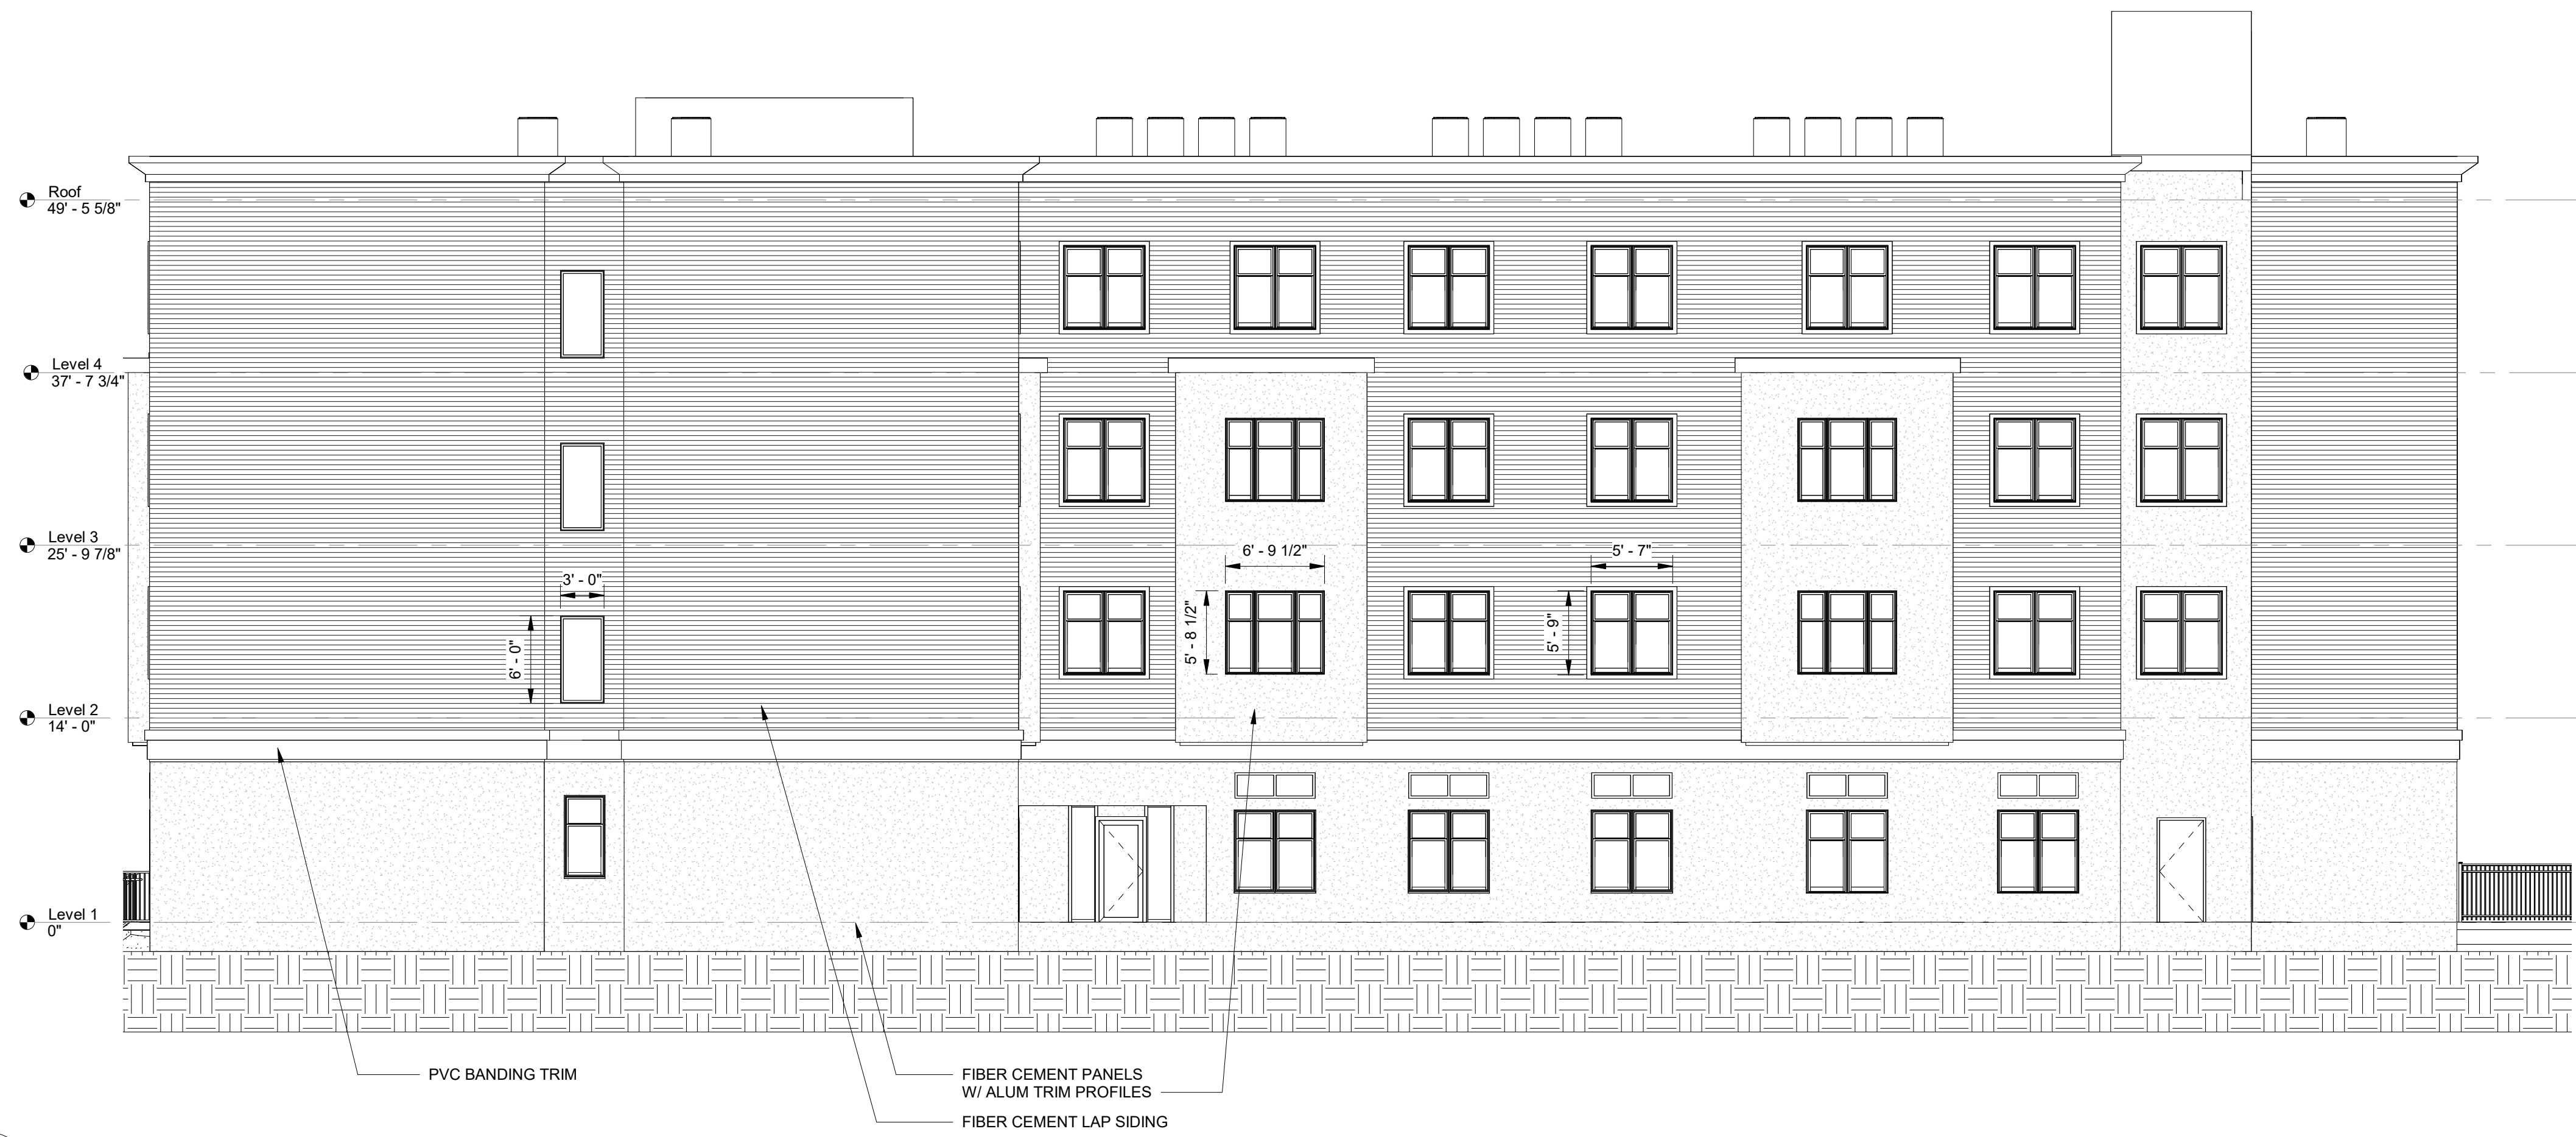 Roof
49' - 5 5/8"
Level 4
37' - 7 3/4"
Level 3
25' - 9 7/8"
6' - 9 1/2"
5' - 7"
3' - 0"
5' - 8 1/2"
5' - 9"
6' - 0"
Level 2
14' - 0"
Level 1
0"
PVC BANDING TRIM
FIBER CEMENT PANELS
W/ ALUM TRIM PROFILES
FIBER CEMENT LAP SIDING